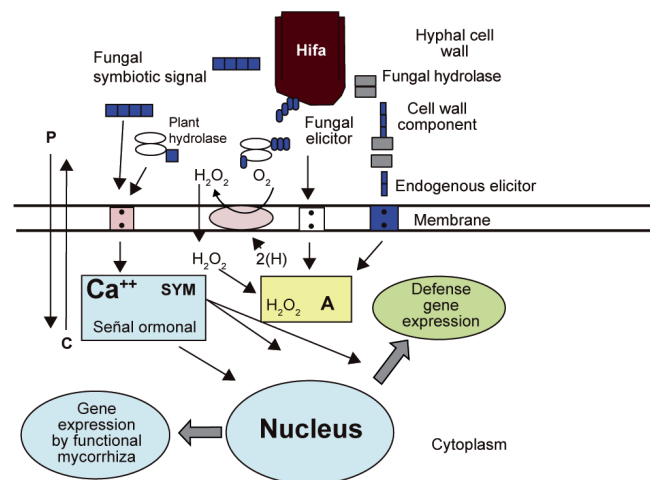 Hifa
Hyphal cell
wall
Fungal
symbiotic signal
Fungal hydrolase
Cell wall
component
Plant
hydrolase
Fungal
elicitor
P
H₂O₂
O₂
Endogenous elicitor
Membrane
H₂O₂
2(H)
Ca⁺⁺ SYM
Señal ormonal
H₂O₂ A
Defense
gene
expression
C
Gene
expression
by functional
mycorrhiza
Nucleus
Cytoplasm